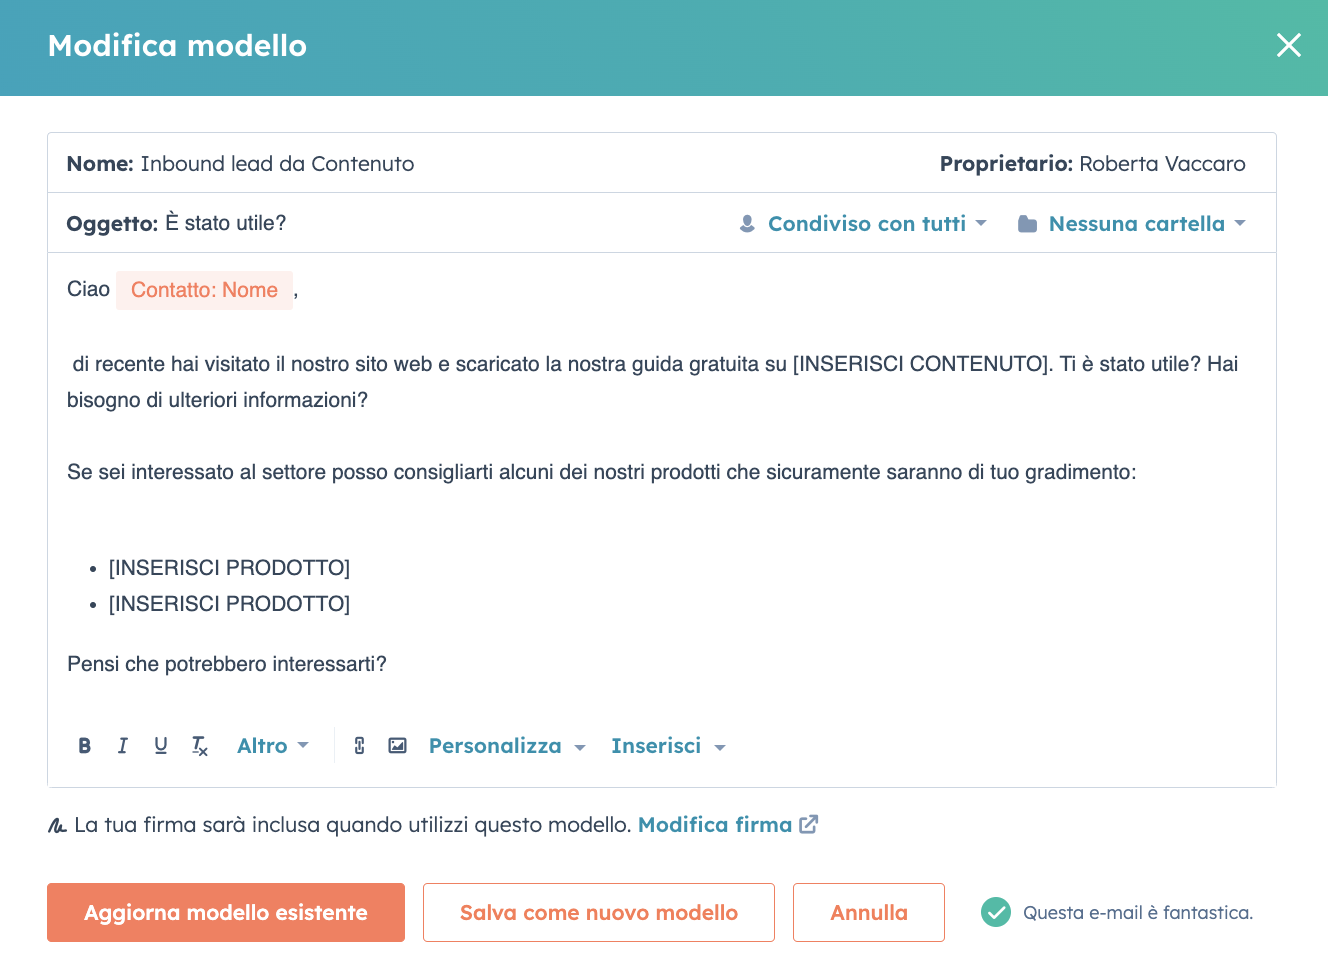 Modifica modello
Nome: Inbound lead da Contenuto
Proprietario: Roberta Vaccaro
Oggetto: È stato utile?
Condiviso con tutti
Nessuna cartella
Ciao Contatto: Nome ,
di recente hai visitato il nostro sito web e scaricato la nostra guida gratuita su [INSERISCI CONTENUTO]. Ti è stato utile? Hai
bisogno di ulteriori informazioni?
Se sei interessato al settore posso consigliarti alcuni dei nostri prodotti che sicuramente saranno di tuo gradimento:
• [INSERISCI PRODOTTO]
• [INSERISCI PRODOTTO]
Pensi che potrebbero interessarti?
B I U Tx Altro Personalizza Inserisci
La tua firma sarà inclusa quando utilizzi questo modello. Modifica firma
Aggiorna modello esistente
Salva come nuovo modello
Annulla
Questa e-mail è fantastica.